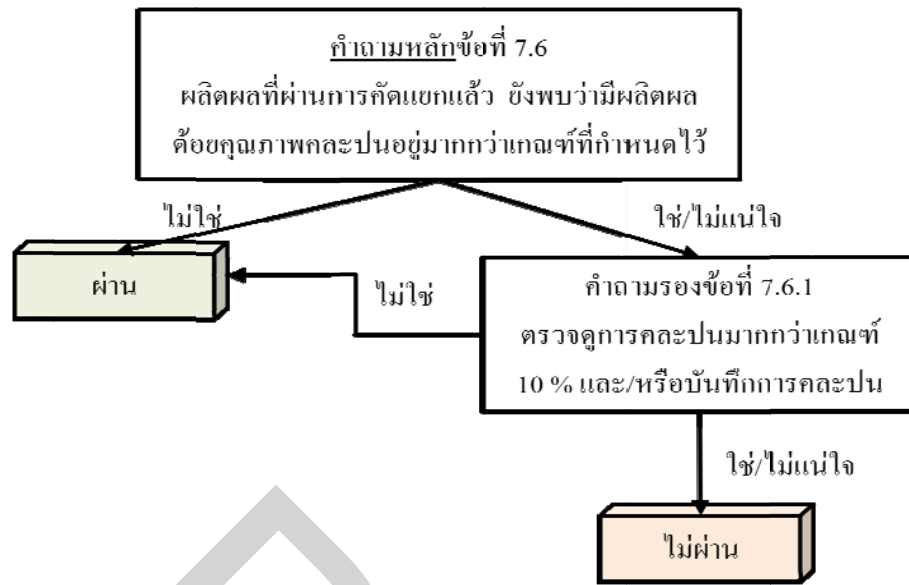 คำถามหลักข้อที่ 7.6
ผลิตผลที่ผ่านการคัดแยกแล้ว ยังพบว่ามีผลิตผล
ด้อยคุณภาพคละปนอยู่มากกว่าเกณฑ์ที่กำหนดไว้
ไม่ใช่
ใช่/ไม่แน่ใจ
ผ่าน
ไม่ใช่
คำถามรองข้อที่ 7.6.1
ตรวจดูการคละปนมากกว่าเกณฑ์
10 % และ/หรือบันทึกการคละปน
ใช่/ไม่แน่ใจ
ไม่ผ่าน